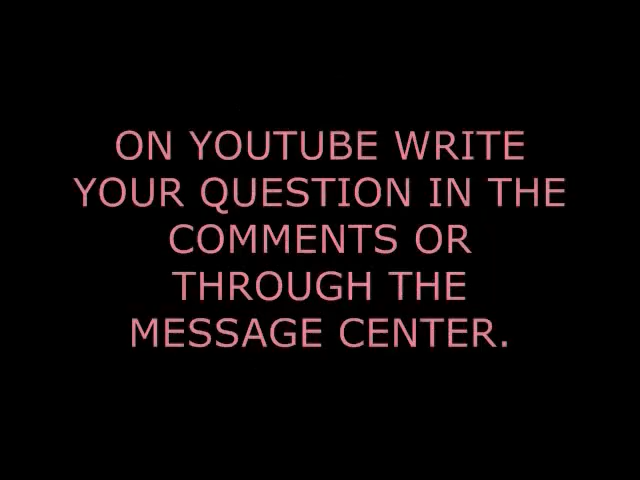 ON YOUTUBE WRITE
YOUR QUESTION IN THE
COMMENTS OR
THROUGH THE
MESSAGE CENTER.